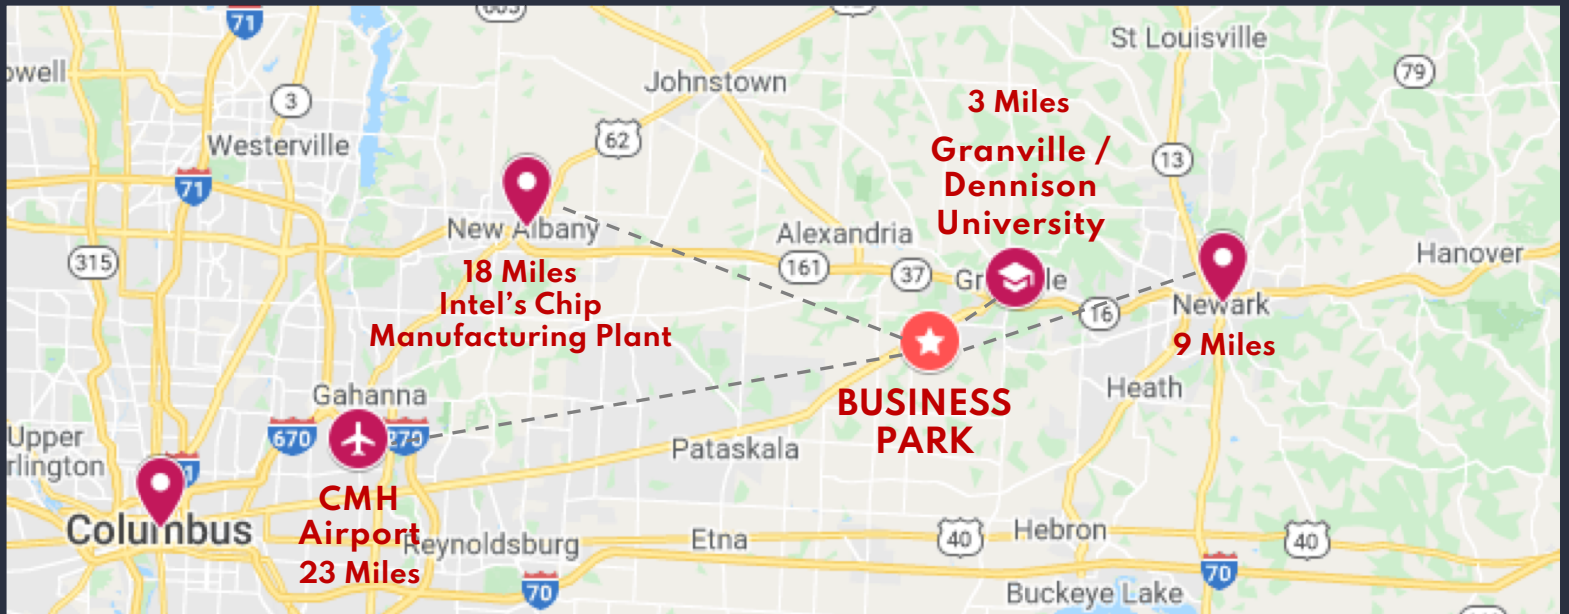 71
St Louisville
owell
Johnstown
79
3
3 Miles
62
Westerville
Granville /
Dennison
University
13
71
New Albany
Alexandria
315
161
37
Hanover
18 Miles
Intel's Chip
Manufacturing Plant
16
Newark
9 Miles
Gahanna
Heath
BUSINESS
PARK
670
270
Upper
rlington
Pataskala
CMH
Airport
23 Miles
Columbus
Reynoldsburg
Etna
40
Hebron
40
70
70
Buckeye Lake